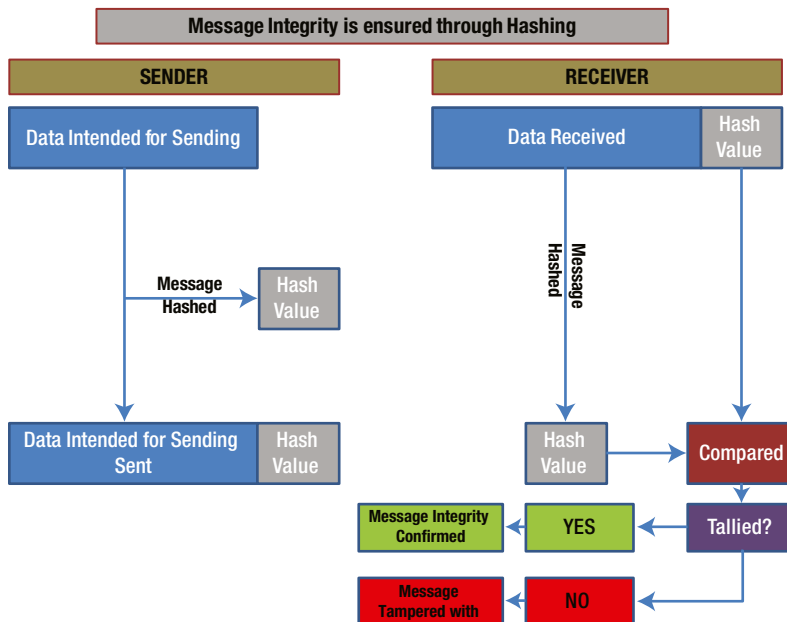 Message Integrity is ensured through Hashing
SENDER
Data Intended for Sending
Message
Hashed
Hash
Value
Data Intended for Sending
Sent
Hash
Value
RECEIVER
Data Received
Hash
Value
Message
Hashed
Hash
Value
Compared
Tallied?
YES
Message Integrity
Confirmed
NO
Message
Tampered with